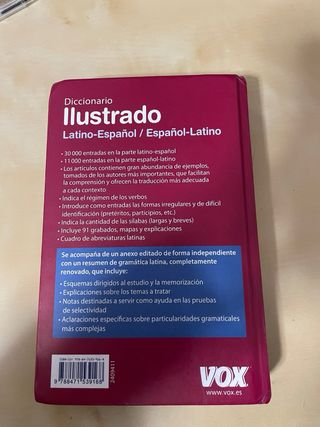 Diccionario
Ilustrado
Latino-Español / Español-Latino
• 30 000 entradas en la parte latino-español
• 11 000 entradas en la parte español-latino
• Los artículos contienen gran abundancia de ejemplos,
tomados de los autores más importantes, que facilitan
la comprensión y ofrecen la traducción más adecuada
a cada contexto
• Indica el régimen de los verbos
• Introduce como entradas las formas irregulares y de difícil
identificación (pretéritos, participios, etc.)
• Indica la cantidad de las sílabas (largas y breves)
• Incluye 91 grabados, mapas y explicaciones
• Cuadro de abreviaturas latinas
Se acompaña de un anexo editado de forma independiente
con un resumen de gramática latina, completamente
renovado, que incluye:
• Esquemas dirigidos al estudio y la memorización
• Explicaciones sobre los temas a tratar
• Notas destinadas a servir como ayuda en las pruebas
de selectividad
• Aclaraciones específicas sobre particularidades gramaticales
más complejas
9 788471 539168
2409411
VOX
www.vox.es